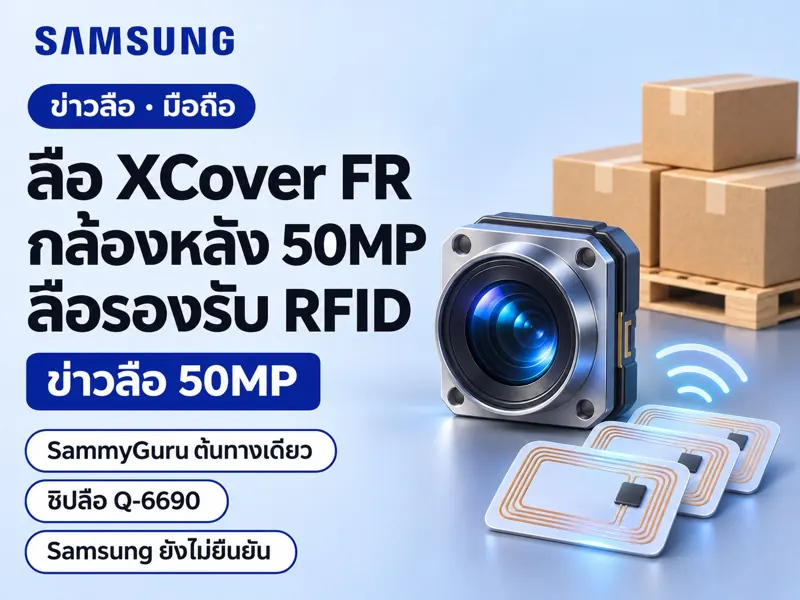 SAMSUNG
ข่าวลือ · มือถือ
ลือ XCover FR
กล้องหลัง 50MP
ลือรองรับ RFID
ข่าวลือ 50MP
SammyGuru ต้นทางเดียว
ชิปลือ Q-6690
Samsung ยังไม่ยืนยัน